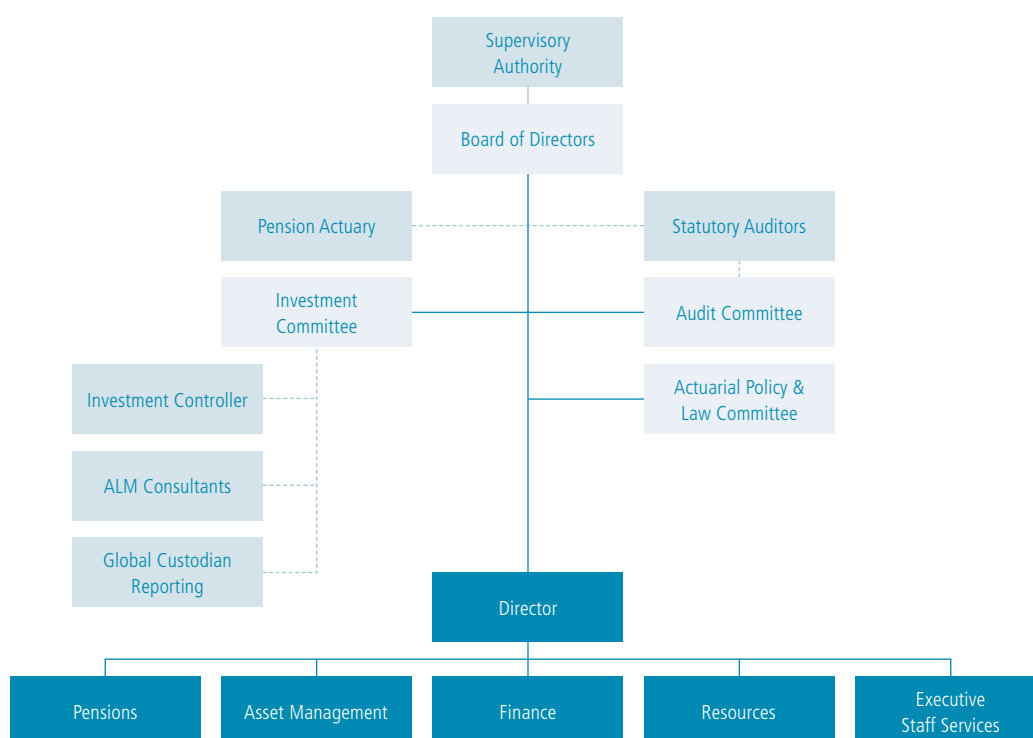 Supervisory
Authority
Board of Directors
Pension Actuary
Statutory Auditors
Investment
Committee
Audit Committee
Investment Controller
Actuarial Policy &
Law Committee
ALM Consultants
Global Custodian
Reporting
Director
Pensions
Asset Management
Finance
Resources
Executive
Staff Services